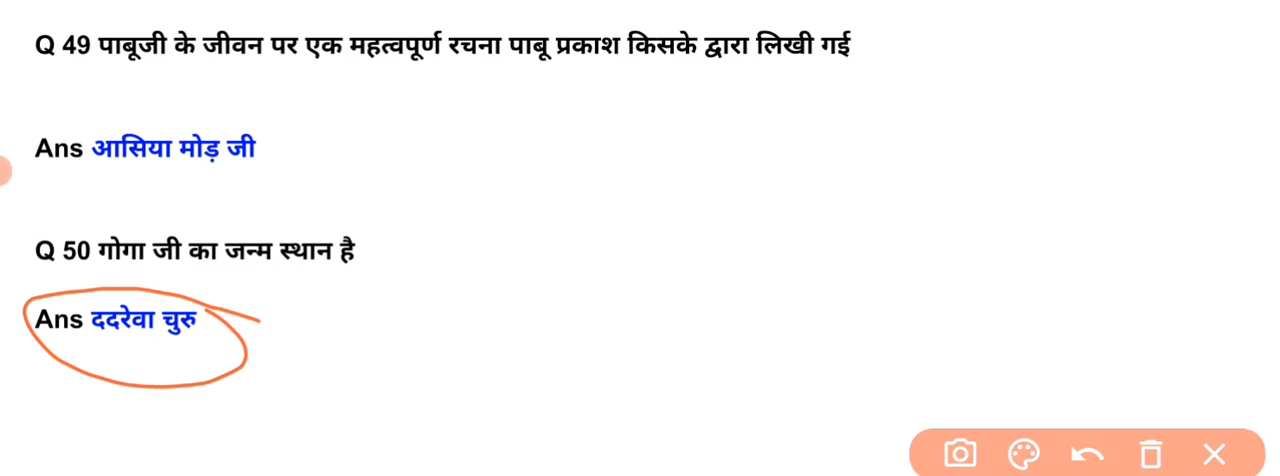 Q 49 पाबूजी के जीवन पर एक महत्वपूर्ण रचना पाबू प्रकाश किसके द्वारा लिखी गई
Ans आसिया मोड़ जी
Q 50 गोगा जी का जन्म स्थान है
Ans ददरेवा चुरु